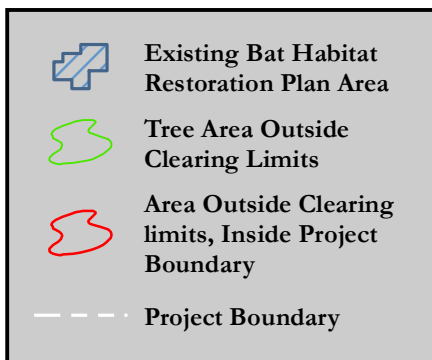 Existing Bat Habitat
Restoration Plan Area
Tree Area Outside
Clearing Limits
Area Outside Clearing
limits, Inside Project
Boundary
Project Boundary